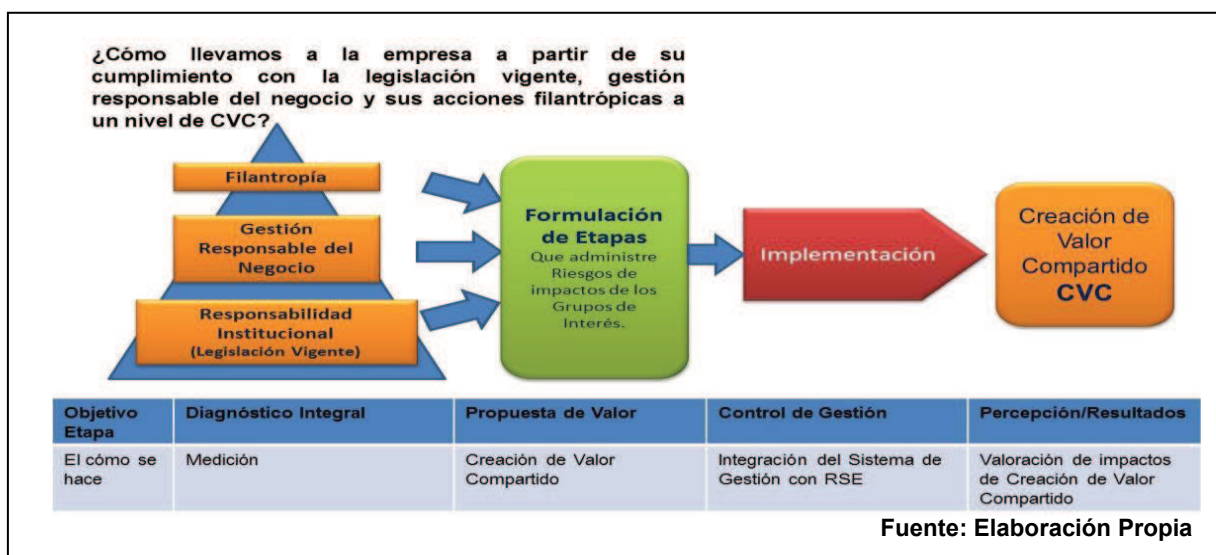 ¿Cómo llevamos a la empresa a partir de su
cumplimiento con la legislación vigente, gestión
responsable del negocio y sus acciones filantrópicas a
un nivel de CVC?
Filantropía
Gestión
Responsable del
Negocio
Responsabilidad
Institucional
(Legislación Vigente)
Formulación
de Etapas
Que administre
Riesgos de
impactos de los
Grupos de
Interés.
Implementación
Creación de
Valor
Compartido
CVC
Objetivo
Etapa
Diagnóstico Integral
Propuesta de Valor
Control de Gestión
Percepción/Resultados
El cómo se
hace
Medición
Creación de Valor
Compartido
Integración del Sistema de
Gestión con RSE
Valoración de impactos
de Creación de Valor
Compartido
Fuente: Elaboración Propia